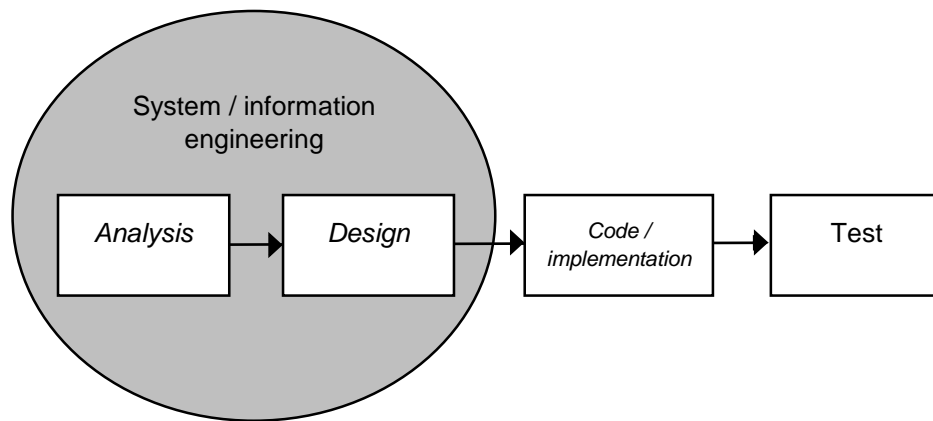 System / information
engineering
Analysis
Design
Code /
implementation
Test